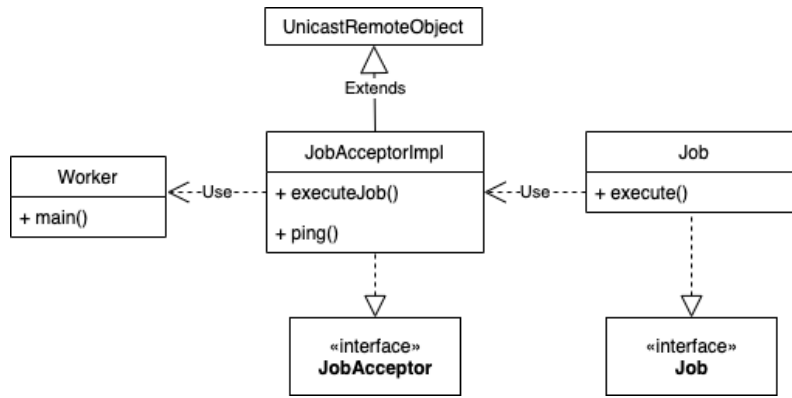 UnicastRemoteObject
Extends
JobAcceptorImpl
+ executeJob()
+ ping()
Worker
+ main()
Use
Use
Job
+ execute()
«interface»
JobAcceptor
«interface»
Job